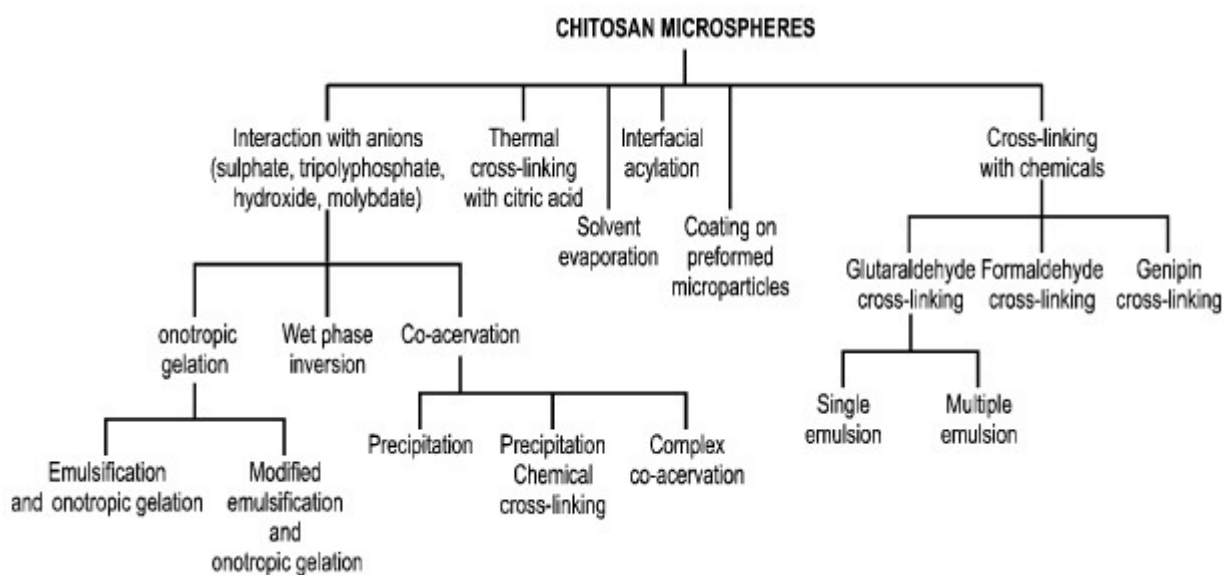 CHITOSAN MICROSPHERES
Interaction with anions
(sulphate, tripolyphosphate,
hydroxide, molybdate)
Thermal
cross-linking
with citric acid
Solvent
evaporation
Interfacial
acylation
Coating on
preformed
microparticles
Cross-linking
with chemicals
onotropic
gelation
Wet phase
inversion
Co-acervation
Glutaraldehyde
cross-linking
Formaldehyde
cross-linking
Genipin
cross-linking
Emulsification
and onotropic gelation
Modified
emulsification
and
onotropic gelation
Precipitation
Precipitation
Chemical
cross-linking
Complex
co-acervation
Single
emulsion
Multiple
emulsion